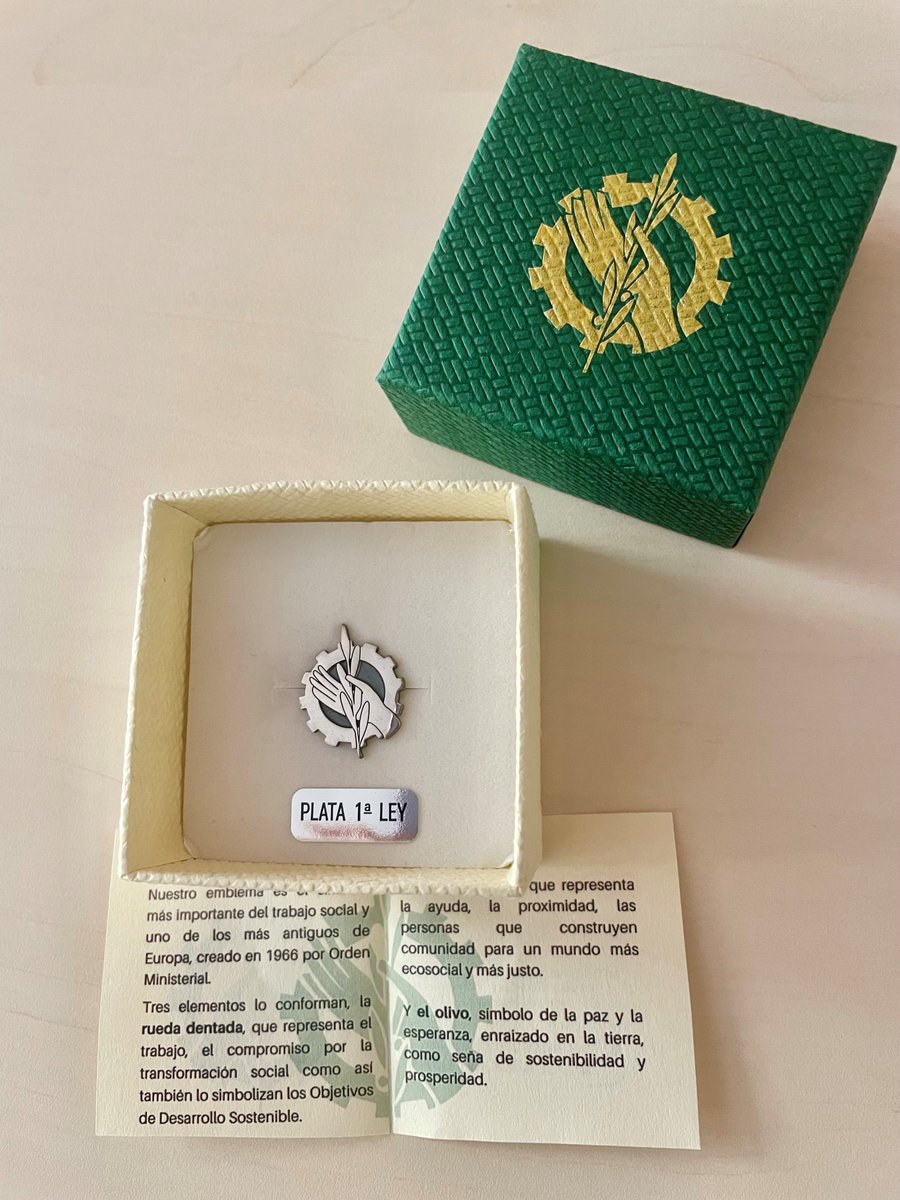 PLATA 1ª LEY
Nuestro emblema es el
más importante del trabajo social y
uno de los más antiguos de
Europa, creado en 1966 por Orden
Ministerial.
Tres elementos lo conforman, la
rueda dentada, que representa el
trabajo, el compromiso por la
transformación social como así
también lo simbolizan los Objetivos
de Desarrollo Sostenible.
que representa
la ayuda, la proximidad, las
personas que construyen
comunidad para un mundo más
ecosocial y más justo.
Y el olivo, símbolo de la paz y la
esperanza, enraizado en la tierra,
como seña de sostenibilidad y
prosperidad.